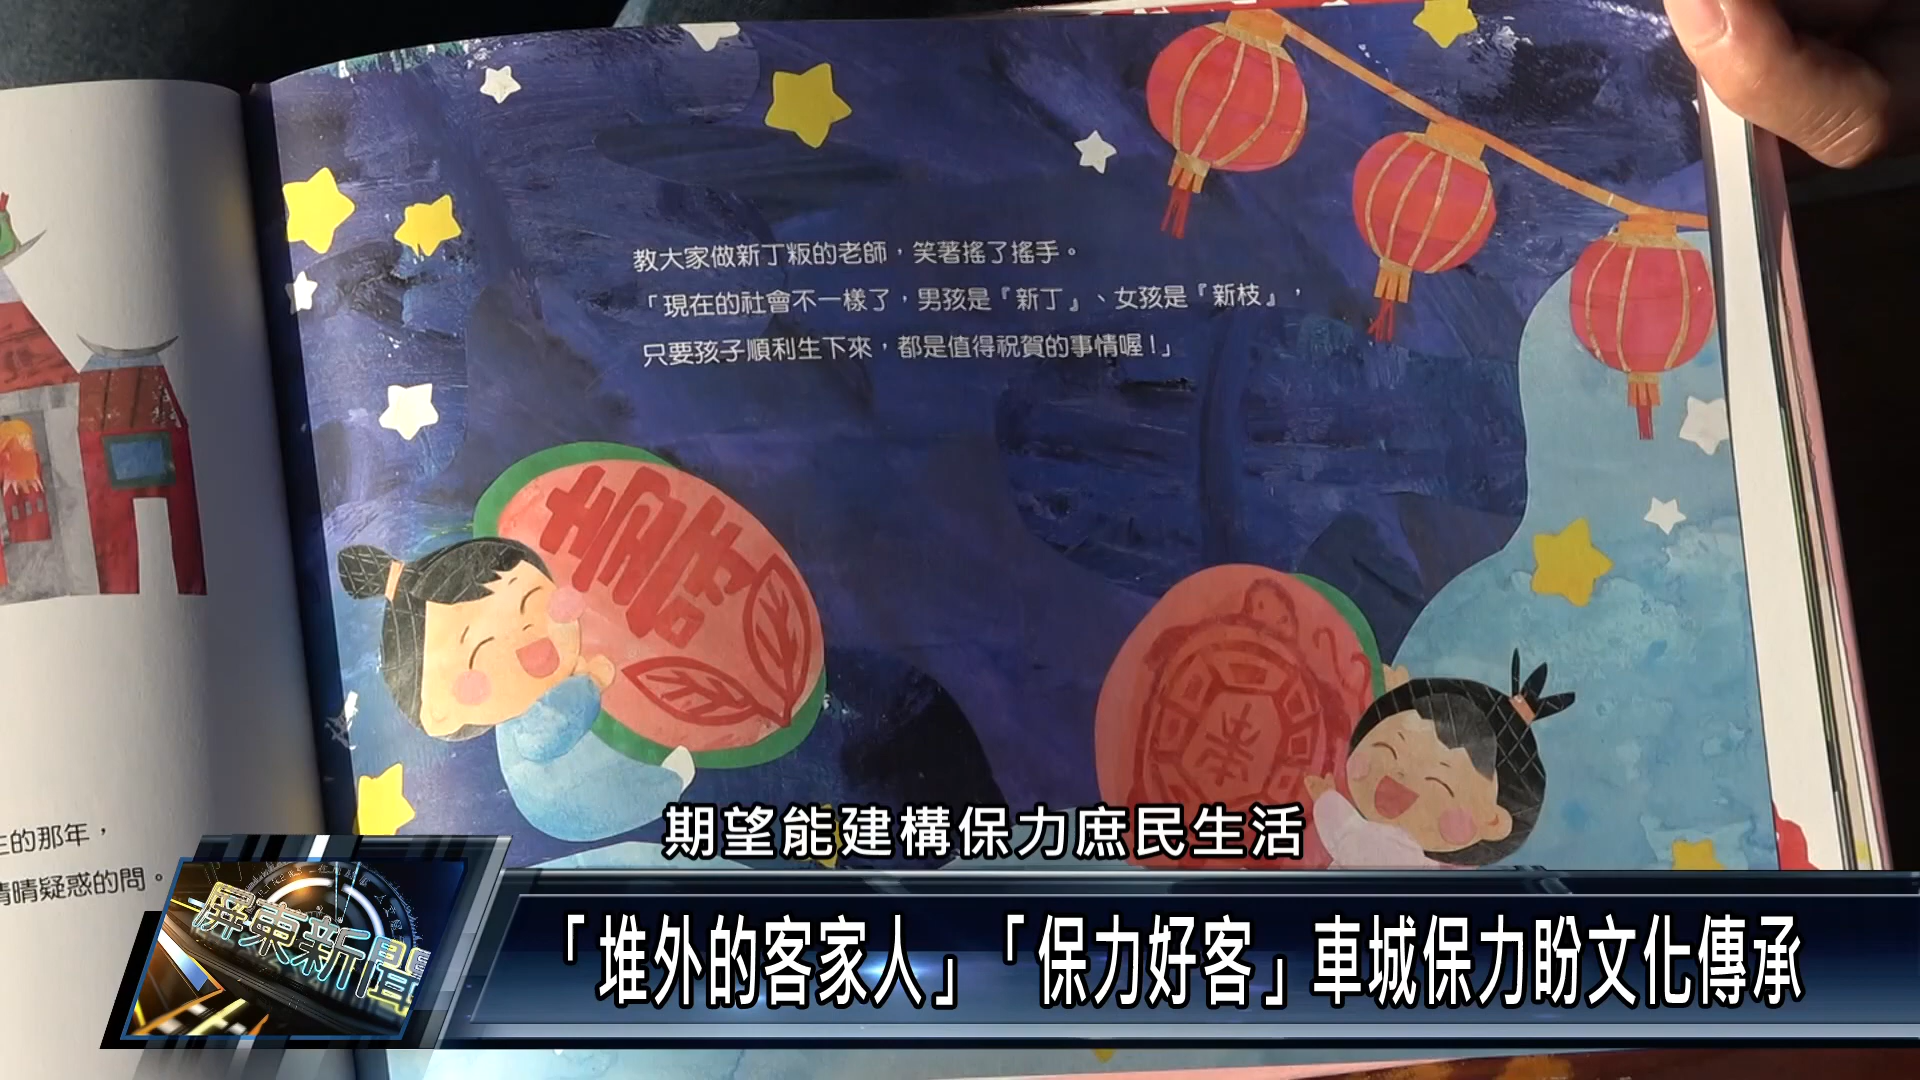 教大家做新丁粄的老師，笑著搖了搖手。
「現在的社會不一樣了，男孩是『新丁』、女孩是『新枝』，
只要孩子順利生下來，都是值得祝賀的事情喔！」
生的那年，
晴晴疑惑的問。
期望能建構保力庶民生活
屏東新聞
「堆外的客家人」「保力好客」車城保力盼文化傳承